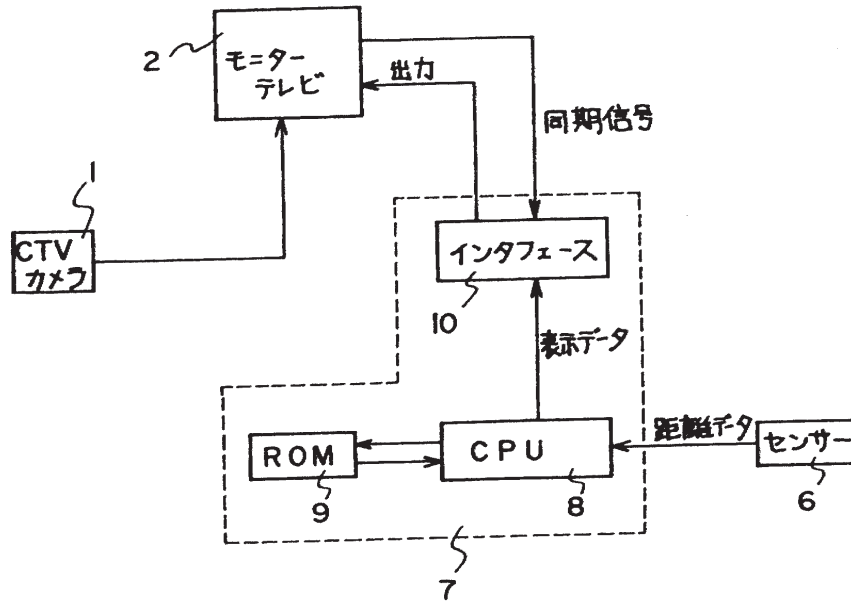 2
モニター
テレビ
出力
同期信号
1
CTV
カメラ
インタフェース
10
表示データ
ROM
9
CPU
8
距離データ
センサー
6
7